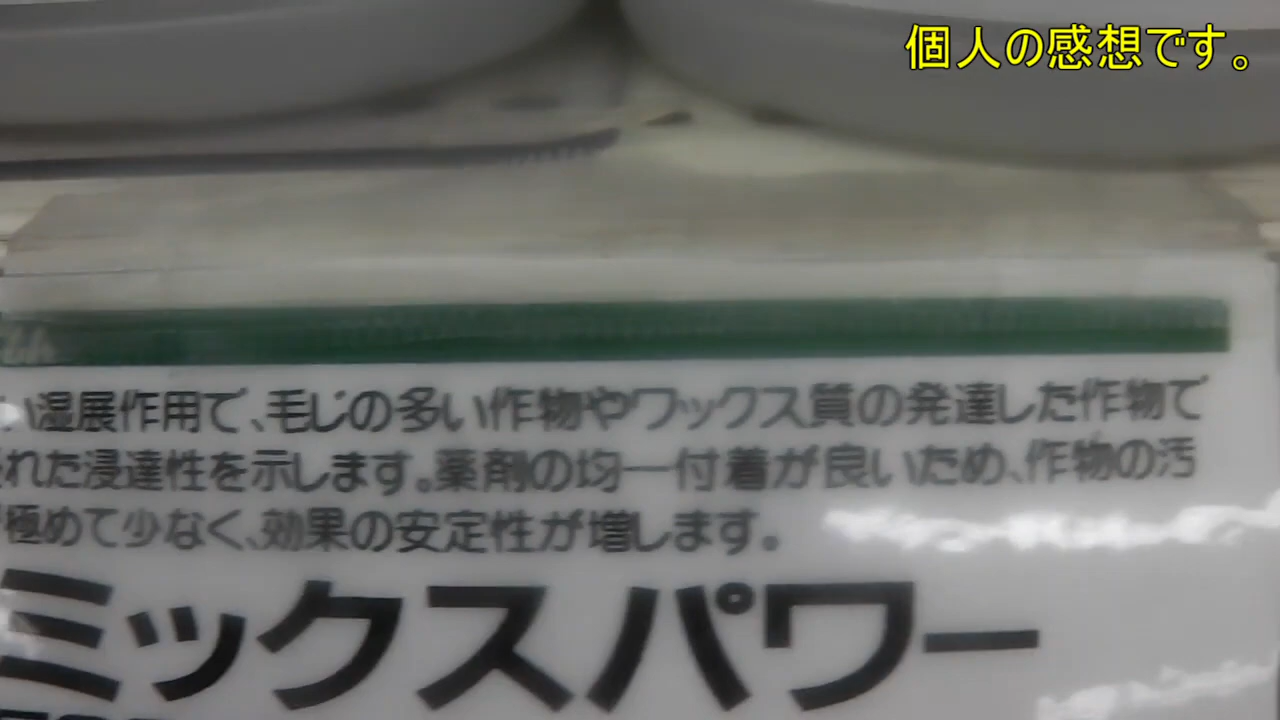 個人の感想です。
い湿展作用で、毛じの多い作物やワックス質の発達した作物で
れた浸達性を示します。薬剤の均一付着が良いため、作物の汚
極めて少なく、効果の安定性が増します。
ミックスパワー